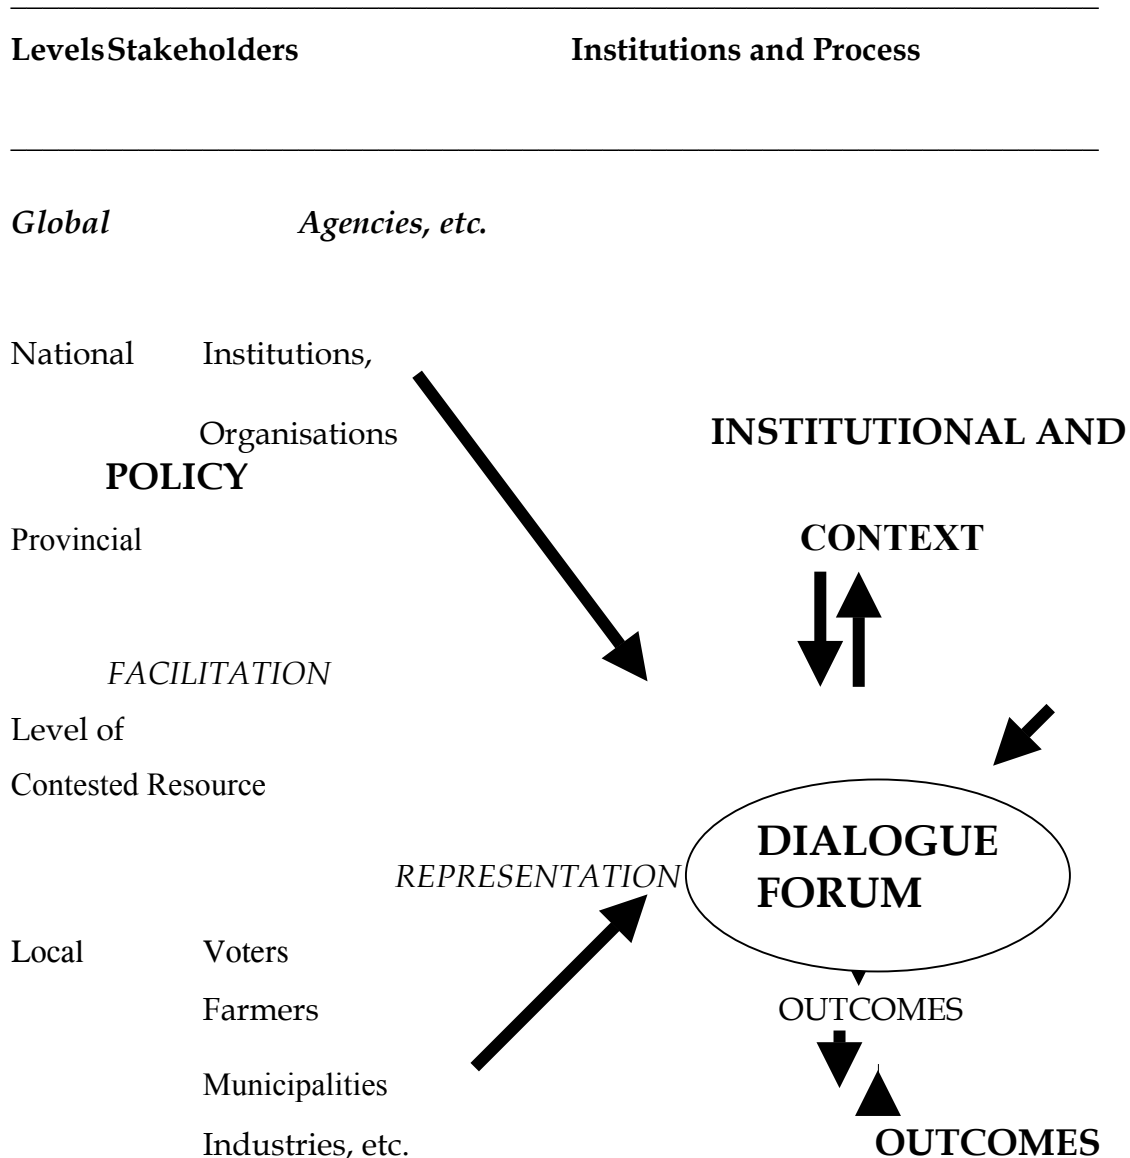 Levels Stakeholders Institutions and Process
Global Agencies, etc.
National Institutions,
Organisations INSTITUTIONAL AND
POLICY
Provincial CONTEXT
FACILITATION
Level of
Contested Resource
DIALOGUE
REPRESENTATION FORUM
Local Voters
Farmers OUTCOMES
Municipalities
Industries, etc. OUTCOMES